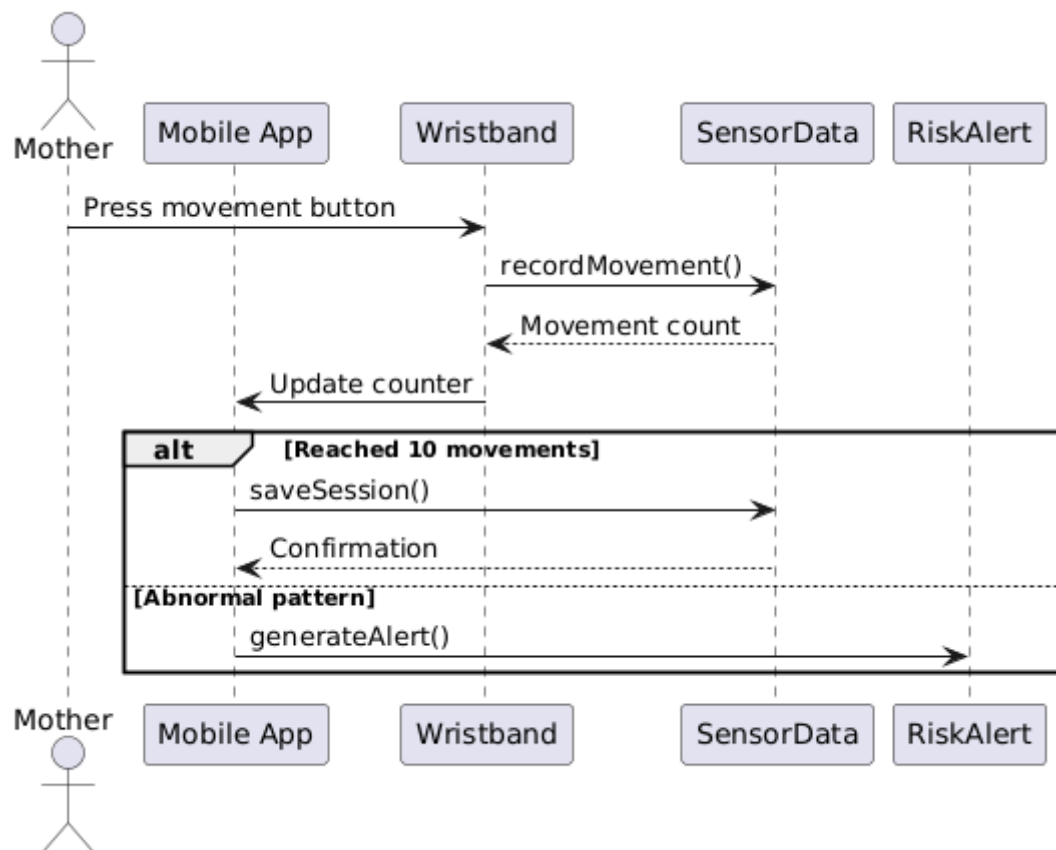 Mother
Mobile App
Wristband
SensorData
RiskAlert
Press movement button
recordMovement()
Movement count
Update counter
alt [Reached 10 movements]
saveSession()
Confirmation
[Abnormal pattern]
generateAlert()
Mother
Mobile App
Wristband
SensorData
RiskAlert